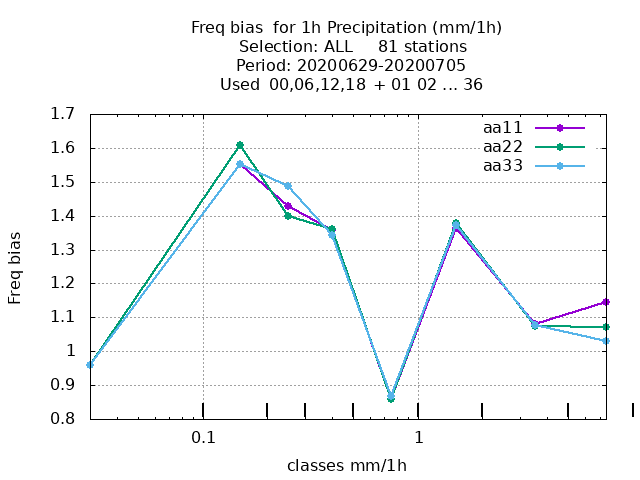 Freq bias  for 1h Precipitation (mm/1h)
Selection: ALL     81 stations
Period: 20200629-20200705
Used  00,06,12,18  + 01 02 ... 36
aa11
aa22
aa33
1.7
1.6
1.5
1.4
1.3
1.2
1.1
1
0.9
0.8
Freq bias
0.1
1
classes mm/1h